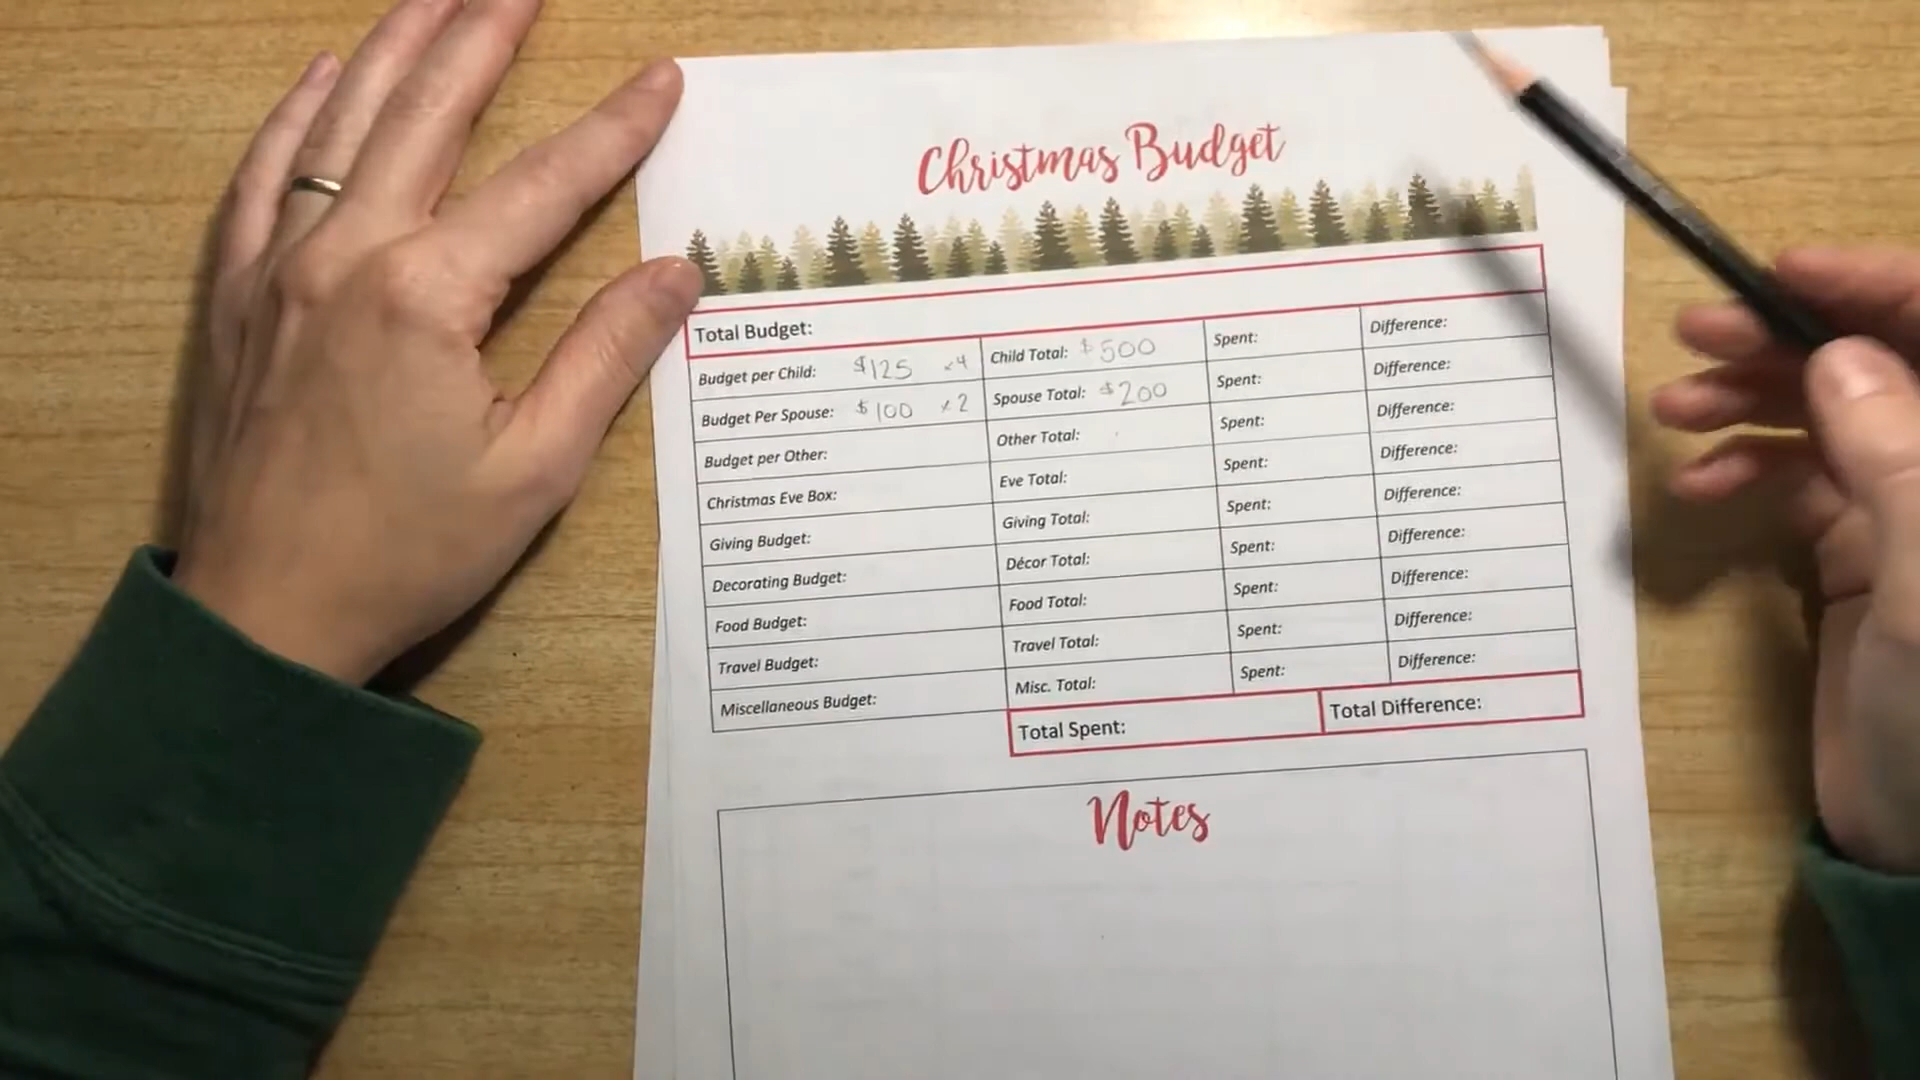 Christmas Budget
Total Budget:
Budget per Child: $125 x4 Child Total: $500 Spent: Difference:
Budget Per Spouse: $100 x2 Spouse Total: $200 Spent: Difference:
Budget per Other: Other Total: Spent: Difference:
Christmas Eve Box: Eve Total: Spent: Difference:
Giving Budget: Giving Total: Spent: Difference:
Decorating Budget: Décor Total: Spent: Difference:
Food Budget: Food Total: Spent: Difference:
Travel Budget: Travel Total: Spent: Difference:
Miscellaneous Budget: Misc. Total: Spent: Difference:
Total Spent: Total Difference:
Notes